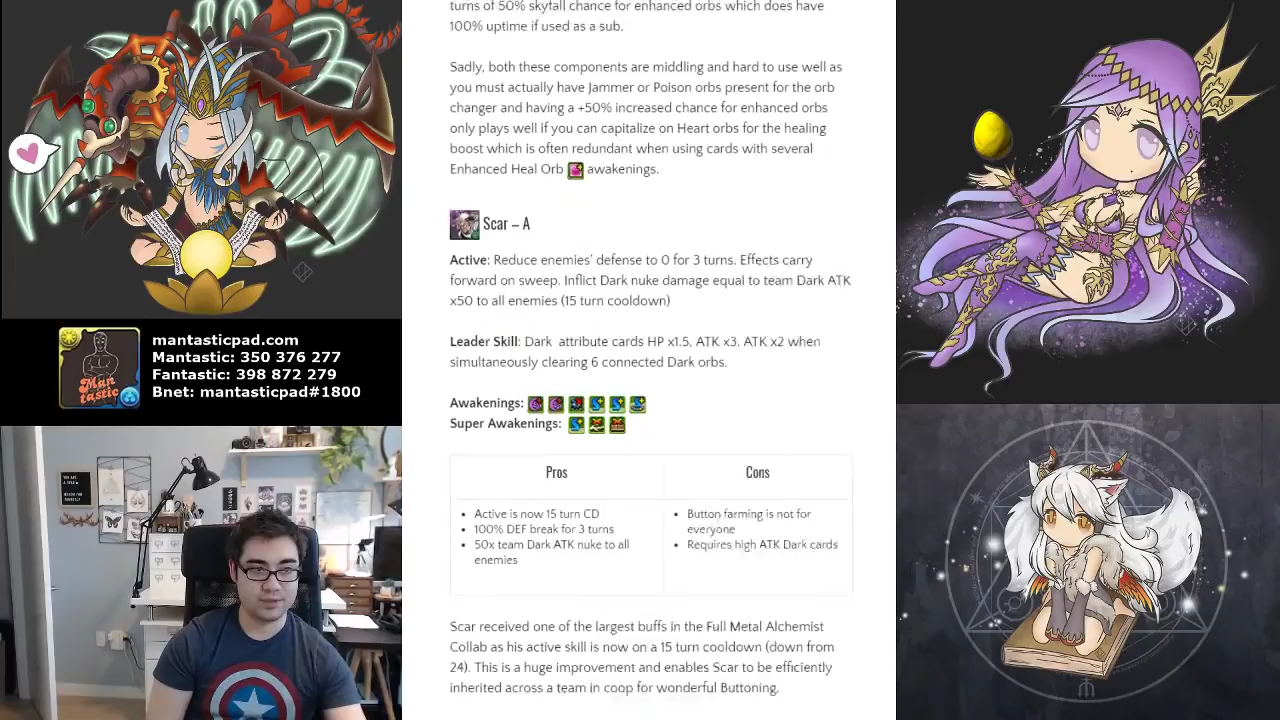 turns of 50% skyfall chance for enhanced orbs which does have
100% uptime if used as a sub.
Sadly, both these components are middling and hard to use well as
you must actually have Jammer or Poison orbs present for the orb
changer and having a +50% increased chance for enhanced orbs
only plays well if you can capitalize on Heart orbs for the healing
boost which is often redundant when using cards with several
Enhanced Heal Orb awakenings.
Scar – A
Active: Reduce enemies' defense to 0 for 3 turns. Effects carry
forward on sweep. Inflict Dark nuke damage equal to team Dark ATK
x50 to all enemies (15 turn cooldown)
Leader Skill: Dark attribute cards HP x1.5, ATK x3. ATK x2 when
simultaneously clearing 6 connected Dark orbs.
Awakenings:
Super Awakenings:
Pros
Cons
Active is now 15 turn CD
100% DEF break for 3 turns
50x team Dark ATK nuke to all
enemies
Button farming is not for
everyone
Requires high ATK Dark cards
Scar received one of the largest buffs in the Full Metal Alchemist
Collab as his active skill is now on a 15 turn cooldown (down from
24). This is a huge improvement and enables Scar to be efficiently
inherited across a team in coop for wonderful Buttoning.
Man
tastic
mantasticpad.com
Mantastic: 350 376 277
Fantastic: 398 872 279
Bnet: mantasticpad#1800